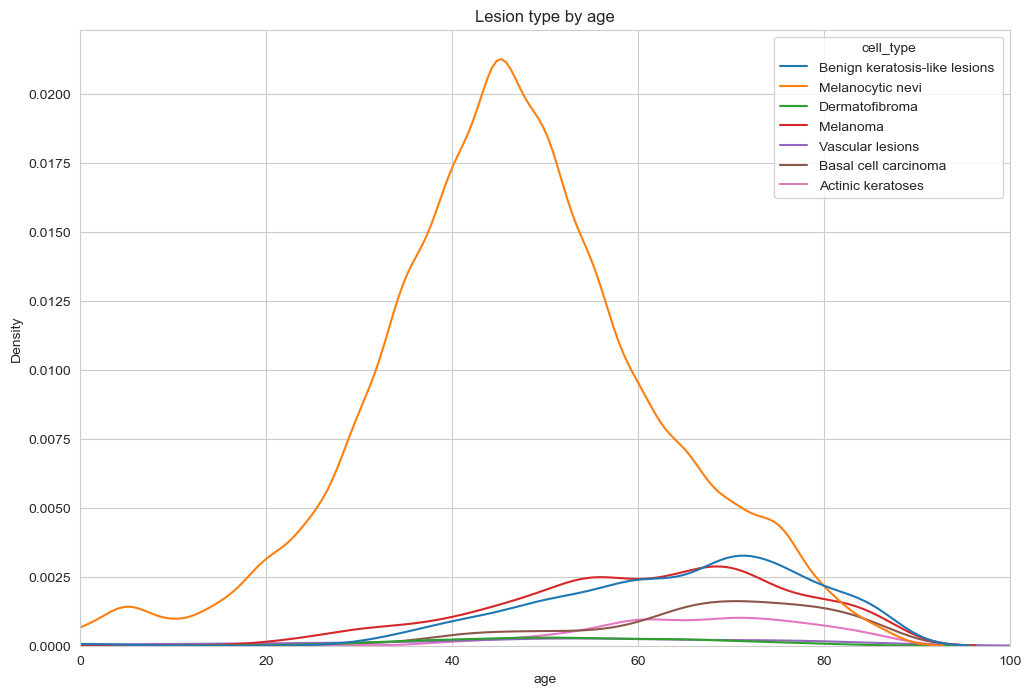 Lesion type by age
cell_type
Benign keratosis-like lesions
Melanocytic nevi
Dermatofibroma
Melanoma
Vascular lesions
Basal cell carcinoma
Actinic keratoses
Density
0.0200
0.0175
0.0150
0.0125
0.0100
0.0075
0.0050
0.0025
0.0000
0 20 40 60 80 100
age